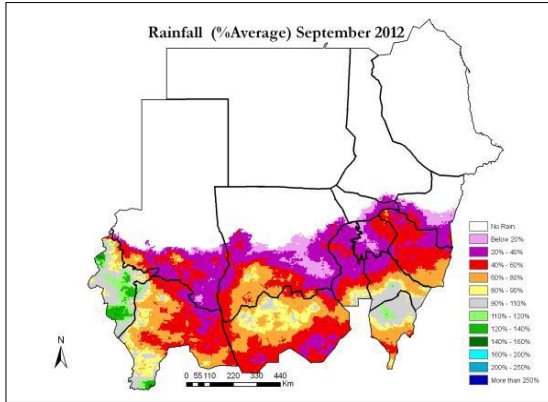 Rainfall (%Average) September 2012
No Rain
Below 20%
20% - 40%
40% - 60%
60% - 80%
80% - 90%
90% - 110%
110% - 120%
120% - 140%
140% - 160%
160% - 200%
200% - 250%
More than 250%
N
0 55 110 220 330 440
Km